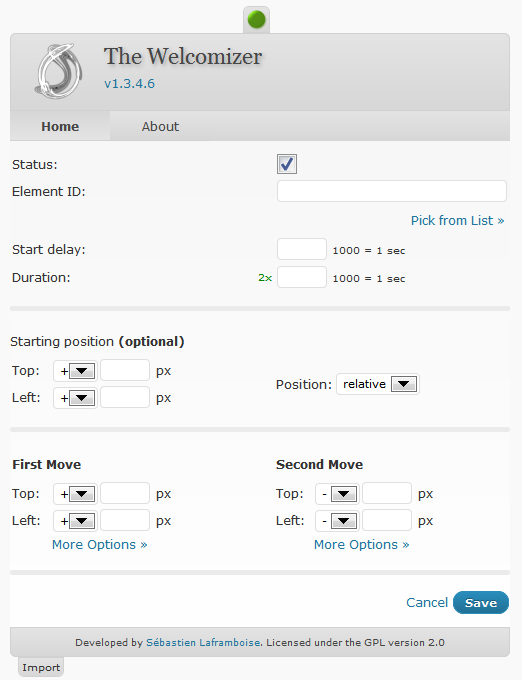 The Welcomizer
v1.3.4.6
Home About
Status:
Element ID:
Pick from List »
Start delay: 1000 = 1 sec
Duration: 2x 1000 = 1 sec
Starting position (optional)
Top: + px
Position: relative
Left: + px
First Move Second Move
Top: + px Top: - px
Left: + px Left: - px
More Options » More Options »
Cancel Save
Developed by Sébastien Laframboise. Licensed under the GPL version 2.0
Import